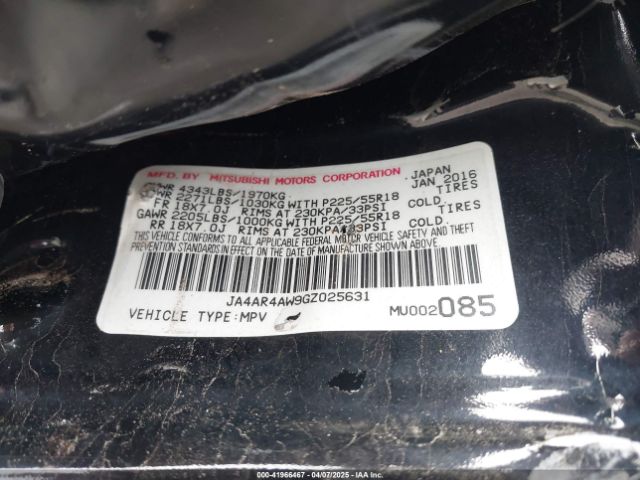 MFD. BY MITSUBISHI MOTORS CORPORATION JAPAN
GVWR 4343LBS/1970KG JAN 2016
GAWR 2271LBS/1030KG WITH P225/55R18 TIRES
FR 18X7.0J RIMS AT 230KPA/33PSI COLD,
GAWR 2205LBS/1000KG WITH P225/55R18 TIRES
RR 18X7.0J RIMS AT 230KPA/33PSI COLD.
THIS VEHICLE CONFORMS TO ALL APPLICABLE FEDERAL MOTOR VEHICLE SAFETY AND THEFT
PREVENTION STANDARDS IN EFFECT ON THE DATE OF MANUFACTURE SHOWN ABOVE
JA4AR4AW9GZ025631
VEHICLE TYPE:MPV MU002085
000-41966467 04/07/2025 IAA Inc.